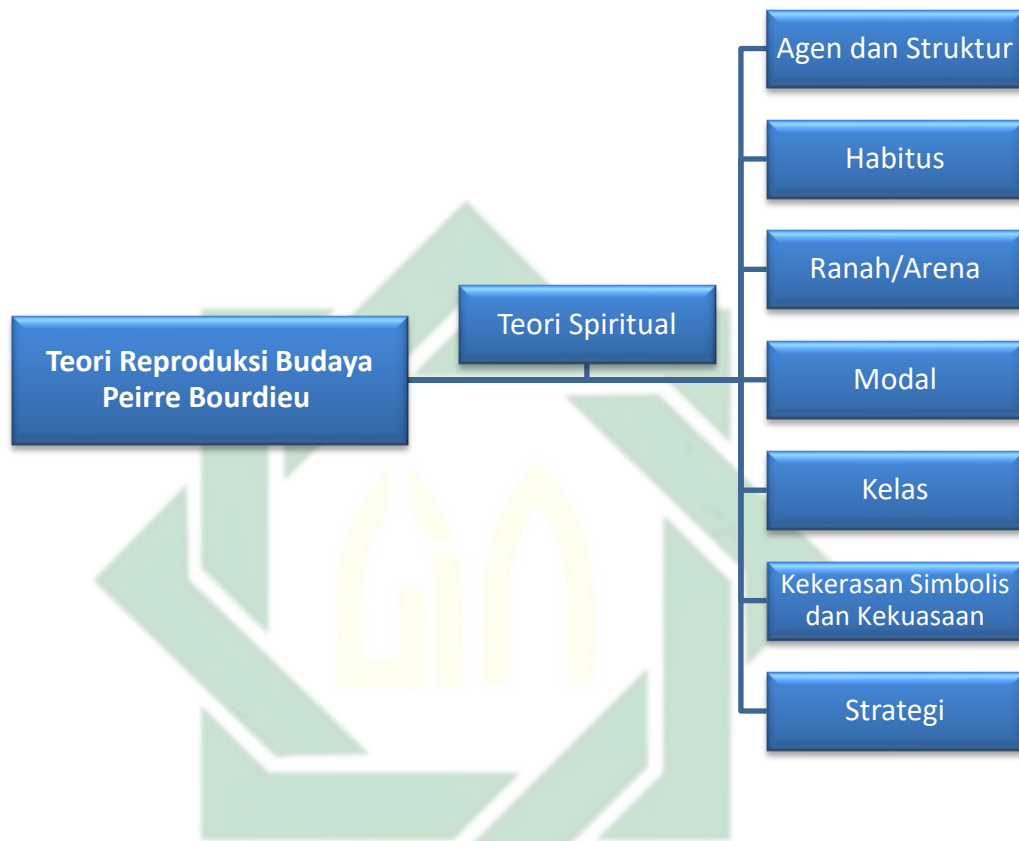 Teori Reproduksi Budaya
Peirre Bourdieu
Teori Spiritual
Agen dan Struktur
Habitus
Ranah/Arena
Modal
Kelas
Kekerasan Simbolis
dan Kekuasaan
Strategi